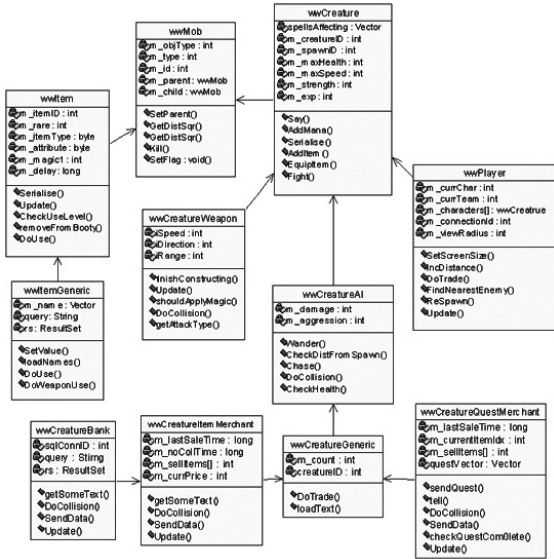 wwMob
m_objType : int
m_type : int
m_id : int
m_parent : wwMob
m_child : wwMob
SetParent()
GetDistSqr()
GetDistSqr()
Kill()
SetFlag : void()
wwCreature
spellsAffecting : Vector
m_creatureID : int
m_spawnID : int
m_maxHealth : int
m_maxSpeed : int
m_strength : int
m_exp : int
Say()
AddMana()
Serialise()
AddItem()
EquipItem()
Fight()
wwItem
m_itemID : int
m_rare : int
m_itemType : byte
m_attribute : byte
m_magic1 : int
m_delay : long
Serialise()
Update()
CheckUseLevel()
removeFromBooty()
DoUse()
wwPlayer
m_currChar : int
m_currTeam : int
m_characters[] : wwCreatrue
m_connectionId : int
m_viewRadius : int
SetScreenSize()
IncDistance()
DoTrade()
FindNearestEnemy()
ReSpawn()
Update()
wwCreatureWeapon
iSpeed : int
iDirection : int
iRange : int
finishConstructing()
Update()
shouldApplyMagic()
DoCollision()
getAttackType()
wwItemGeneric
m_name : Vector
query : String
rs : ResultSet
SetValue()
loadNames()
DoUse()
DoWeaponUse()
wwCreatureAI
m_damage : int
m_aggression : int
Wander()
CheckDistFromSpawn()
Chase()
DoCollision()
CheckHealth()
wwCreatureBank
sqlConnID : int
query : Stirng
rs : ResultSet
getSomeText()
DoCollision()
SendData()
Update()
wwCreatureItemMerchant
m_lastSaleTime : long
m_noColTime : long
m_sellItems[] : int
m_currPrice : int
getSomeText()
DoCollision()
SendData()
Update()
wwCreatureGeneric
m_count : int
creatureID : int
DoTrade()
loadText()
wwCreatureQuestMerchant
m_lastSaleTime : long
m_currentItemIdx : int
m_sellItems[] : int
questVector : Vector
sendQuest()
tell()
DoCollision()
SendData()
checkQuestCom0lete()
Update()